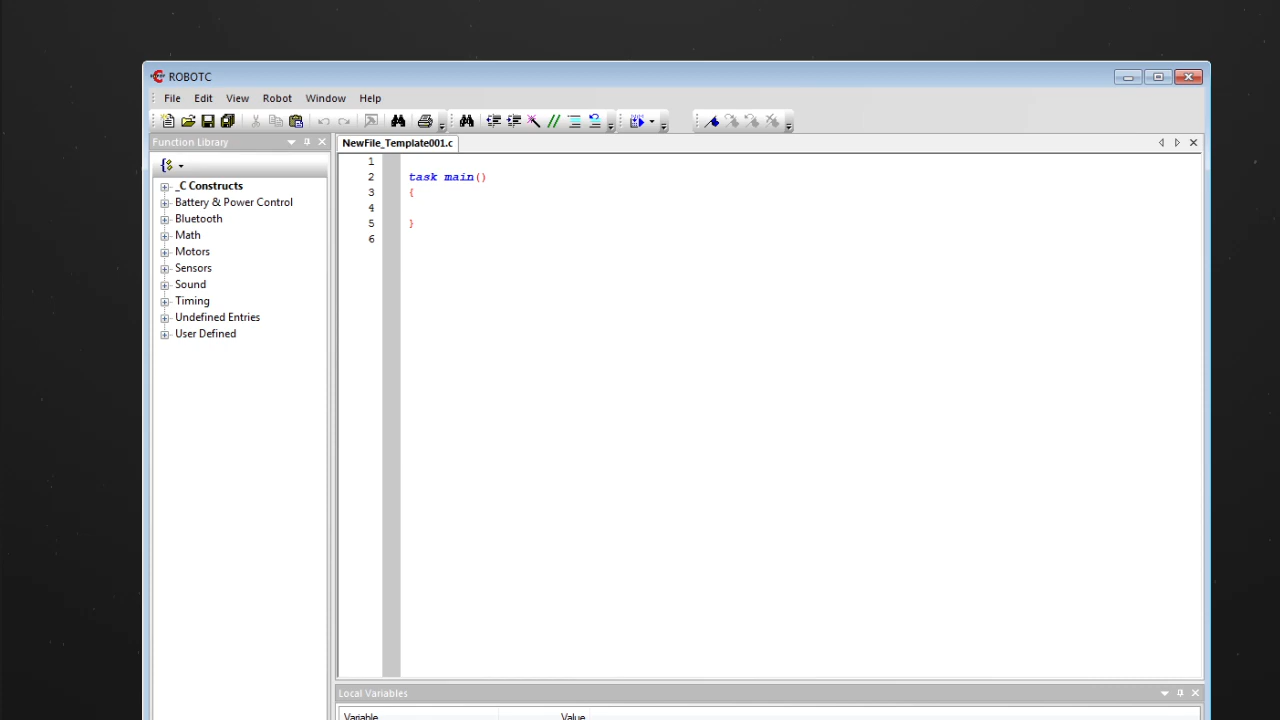 ROBOTC
File Edit View Robot Window Help
Function Library
NewFile_Template001.c
_C Constructs
Battery & Power Control
Bluetooth
Math
Motors
Sensors
Sound
Timing
Undefined Entries
User Defined
1
2 task main()
3 {
4
5 }
6
Local Variables
Variable Value